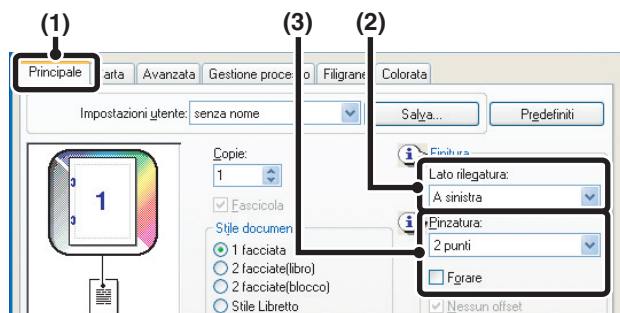 (1) (3) (2)
Principale arta Avanzata Gestione proces o Filigrane Colorata
Impostazioni utente: senza nome Salva... Predefiniti
Copie: Finitura
1 Lato rilegatura:
Fascicola A sinistra
Stile documen Pinzatura:
1 facciata 2 punti
2 facciate(libro) Forare
2 facciate(blocco)
Stile Libretto Nessun offset
1